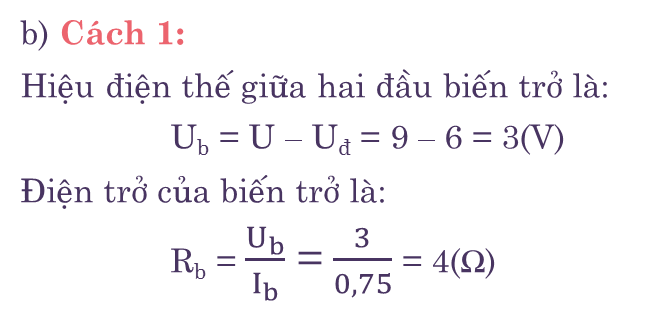 b) Cách 1:
Hiệu điện thế giữa hai đầu biến trở là:
U_b = U – U_đ = 9 – 6 = 3(V)
Điện trở của biến trở là:
R_b = U_b/I_b = 3/0,75 = 4(Ω)